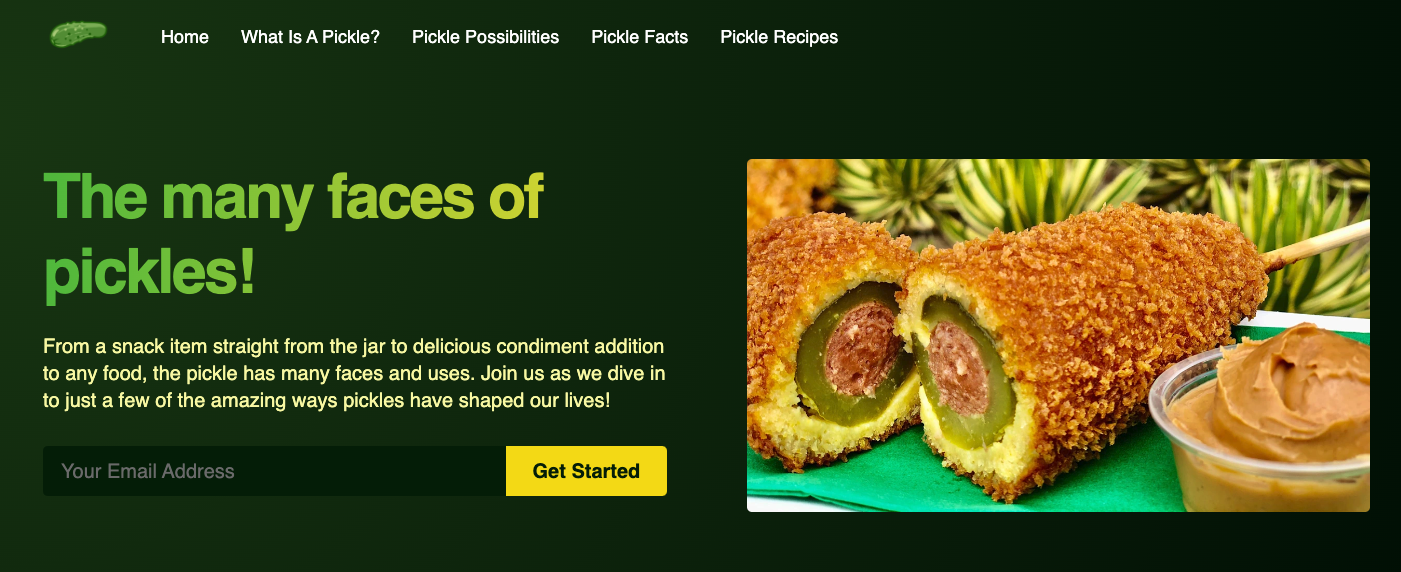 Home What Is A Pickle? Pickle Possibilities Pickle Facts Pickle Recipes
The many faces of
pickles!
From a snack item straight from the jar to delicious condiment addition
to any food, the pickle has many faces and uses. Join us as we dive in
to just a few of the amazing ways pickles have shaped our lives!
Your Email Address Get Started